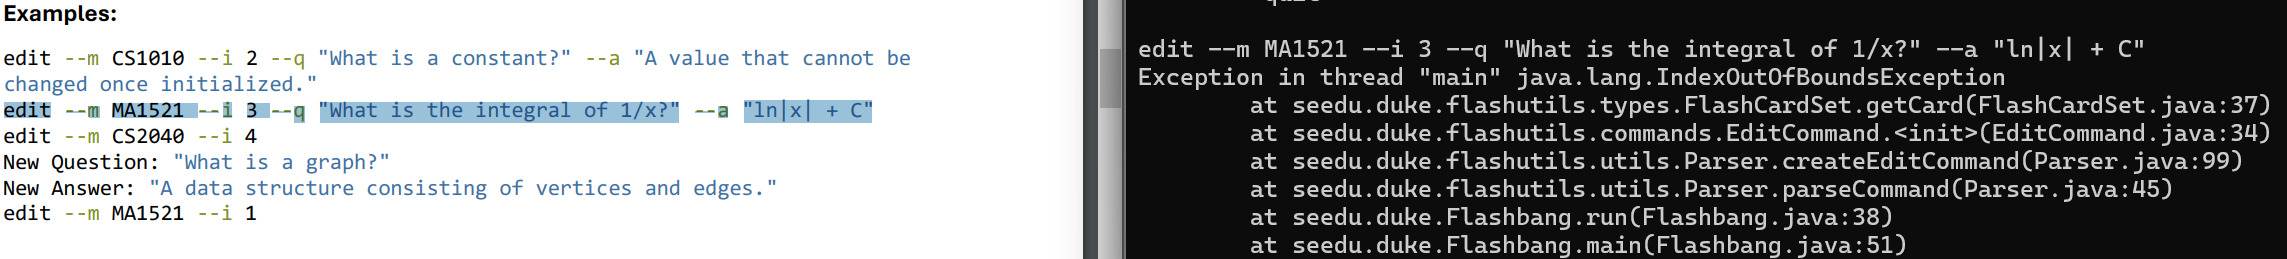 Examples:
edit --m CS1010 --i 2 --q "What is a constant?" --a "A value that cannot be
changed once initialized."
edit --m MA1521 --i 3 --q "What is the integral of 1/x?" --a "ln|x| + C"
edit --m CS2040 --i 4
New Question: "What is a graph?"
New Answer: "A data structure consisting of vertices and edges."
edit --m MA1521 --i 1
edit --m MA1521 --i 3 --q "What is the integral of 1/x?" --a "ln|x| + C"
Exception in thread "main" java.lang.IndexOutOfBoundsException
at seedu.duke.flashutils.types.FlashCardSet.getCard(FlashCardSet.java:37)
at seedu.duke.flashutils.commands.EditCommand.<init>(EditCommand.java:34)
at seedu.duke.flashutils.utils.Parser.createEditCommand(Parser.java:99)
at seedu.duke.flashutils.utils.Parser.parseCommand(Parser.java:45)
at seedu.duke.Flashbang.run(Flashbang.java:38)
at seedu.duke.Flashbang.main(Flashbang.java:51)